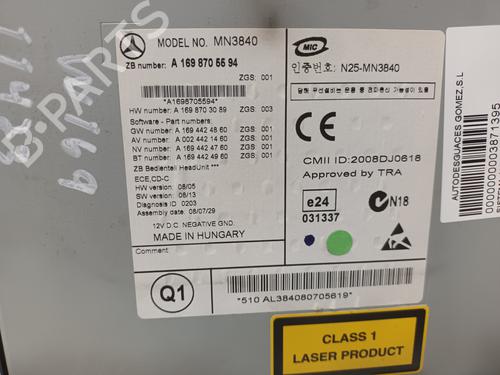 MODEL NO. MN3840
ZB number: A 169 870 55 94
ZGS: 001
*A1698705594*
HW number: A 169 870 30 89 ZGS: 003
Software - Part numbers:
GW number: A 169 442 48 60 ZGS: 001
AV number: A 002 442 14 60 ZGS: 001
NV number: A 169 442 45 60 ZGS: 001
BT number: A 169 442 49 60 ZGS: 001
ZB Bedienteil HeadUnit ***
ECE,CD-C
HW version: 08/05
SW version: 08/13
Diagnosis ID: 0203
Assembly date: 08/07/29
12V D.C. NEGATIVE GND.
MADE IN HUNGARY
Comment
Q1
*510 AL384080705619*
MIC
인증번호: N25-MN3840
CE
CMII ID:2008DJ0618
Approved by TRA
e24
031337
N18
CLASS 1
LASER PRODUCT
AUTODESGUACES GOMEZ,S.L
0000000003871395
B-Parts